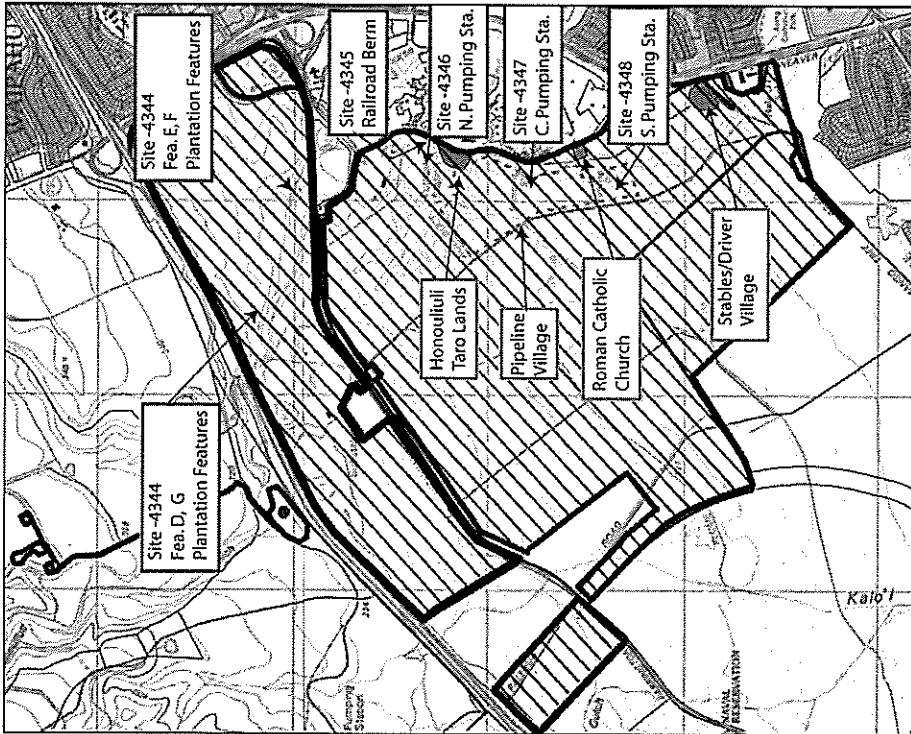 Site -4344
Fea. E, F
Plantation Features
Site -4345
Railroad Berm
Site -4346
N. Pumping Sta.
Site -4347
C. Pumping Sta.
Site -4348
S. Pumping Sta.
Site -4344
Fea. D, G
Plantation Features
Honouliuli
Taro Lands
Pipeline
Village
Roman Catholic
Church
Stables/Driver
Village
Kalo'i
Gulch
NAVAL
RESERVATION
Pumping
Station
WEAVER